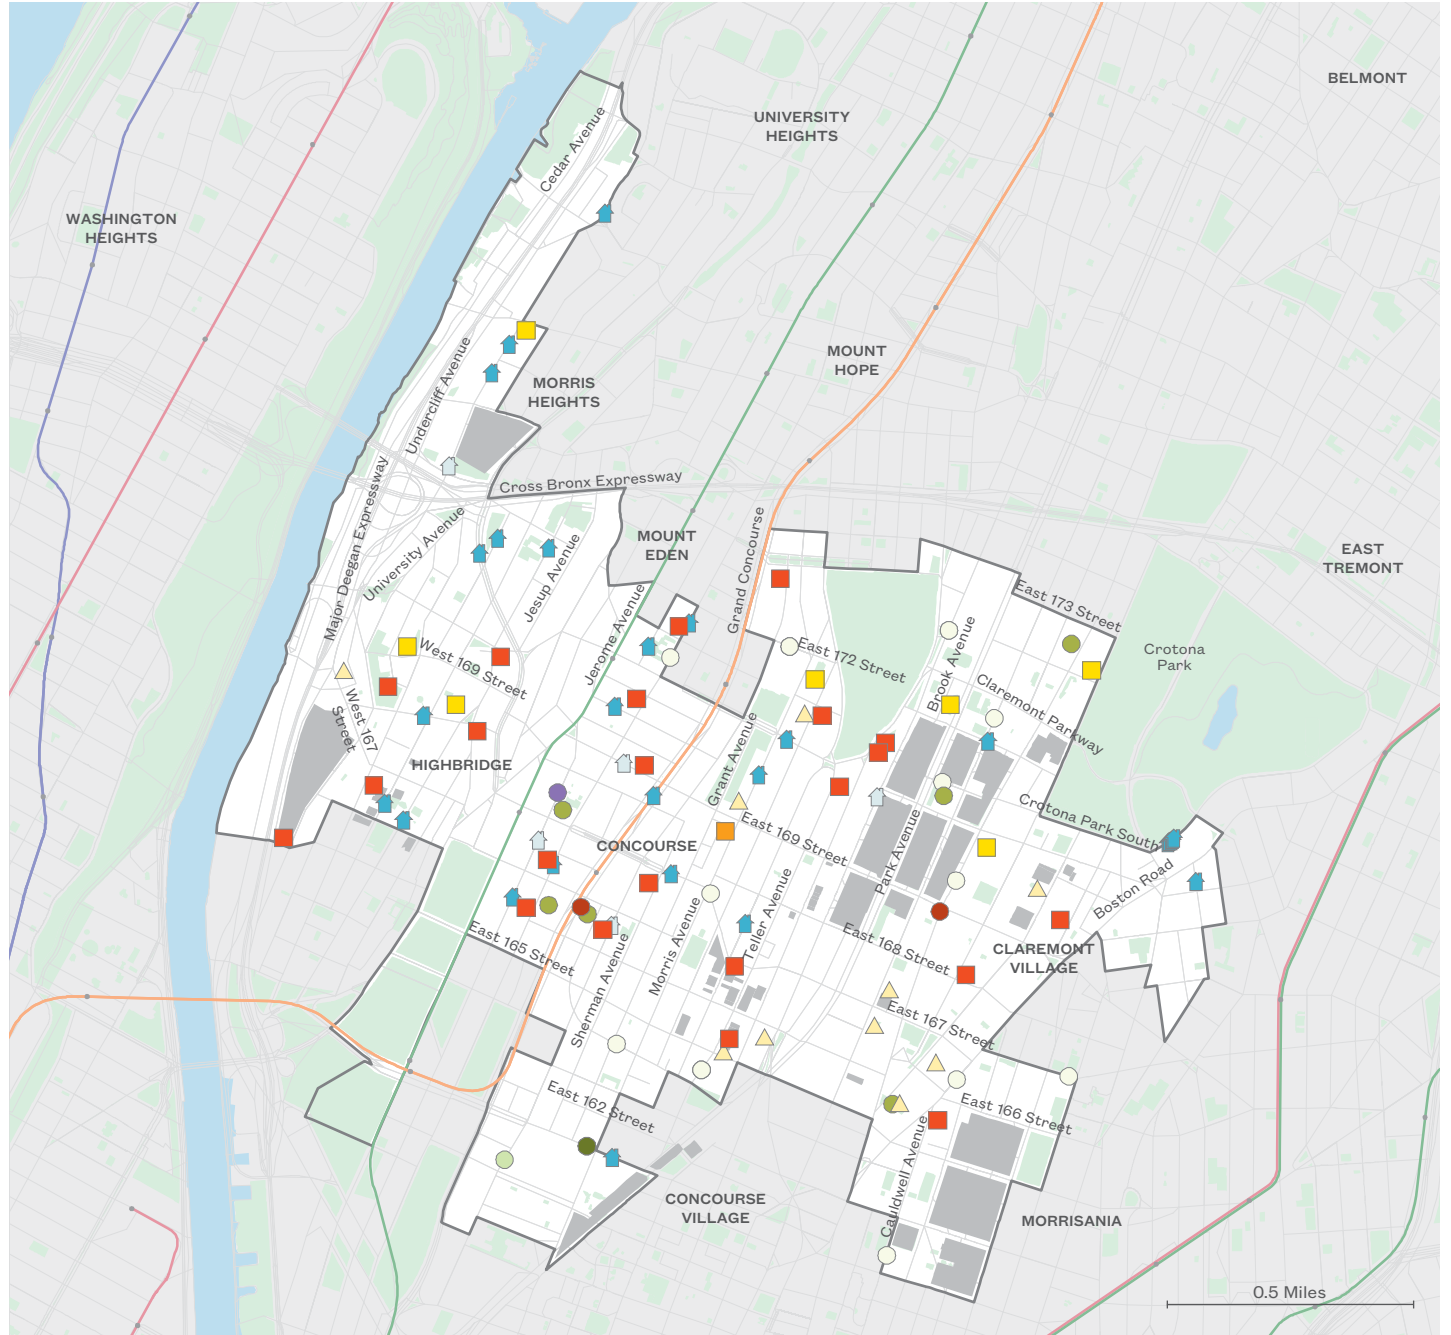 BELMONT
UNIVERSITY
HEIGHTS
Cedar Avenue
WASHINGTON
HEIGHTS
MOUNT
HOPE
MORRIS
HEIGHTS
Undercliff Avenue
Cross Bronx Expressway
Major Deegan Expressway
University Avenue
Jesup Avenue
MOUNT
EDEN
Grand Concourse
EAST
TREMONT
East 173 Street
Jerome Avenue
Brook Avenue
Crotona
Park
East 172 Street
West 169 Street
Claremont Parkway
West 167
Street
HIGHBRIDGE
Grant Avenue
Crotona Park South
East 169 Street
CONCOURSE
Park Avenue
Boston Road
Teller Avenue
Morris Avenue
East 165 Street
East 168 Street
CLAREMONT
VILLAGE
Sherman Avenue
East 167 Street
East 162 Street
East 166 Street
Cauldwell Avenue
CONCOURSE
VILLAGE
MORRISANIA
0.5 Miles